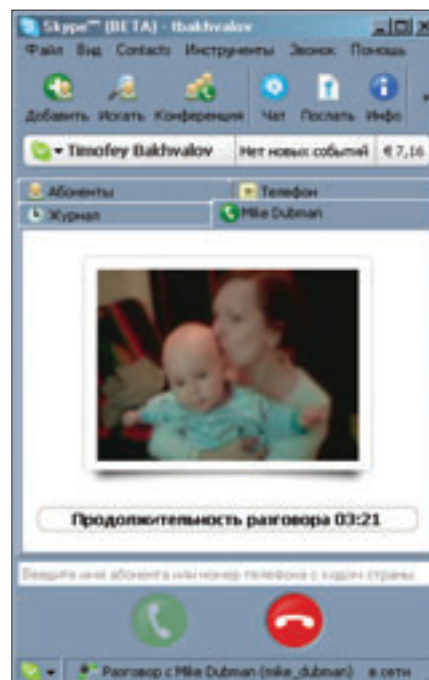 Skype™ (BETA) - tbakhvalov
Файл Вид Contacts Инструменты Звонок Помощь
Добавить Искать Конференция Чат Послать Инфо
Timofey Bakhvalov Нет новых событий € 7,16
Абоненты Телефон
Журнал Mike Dubman
Продолжительность разговора 03:21
Введите имя абонента или номер телефона с кодом страны
Разговор с Mike Dubman (mike_dubman) в сети